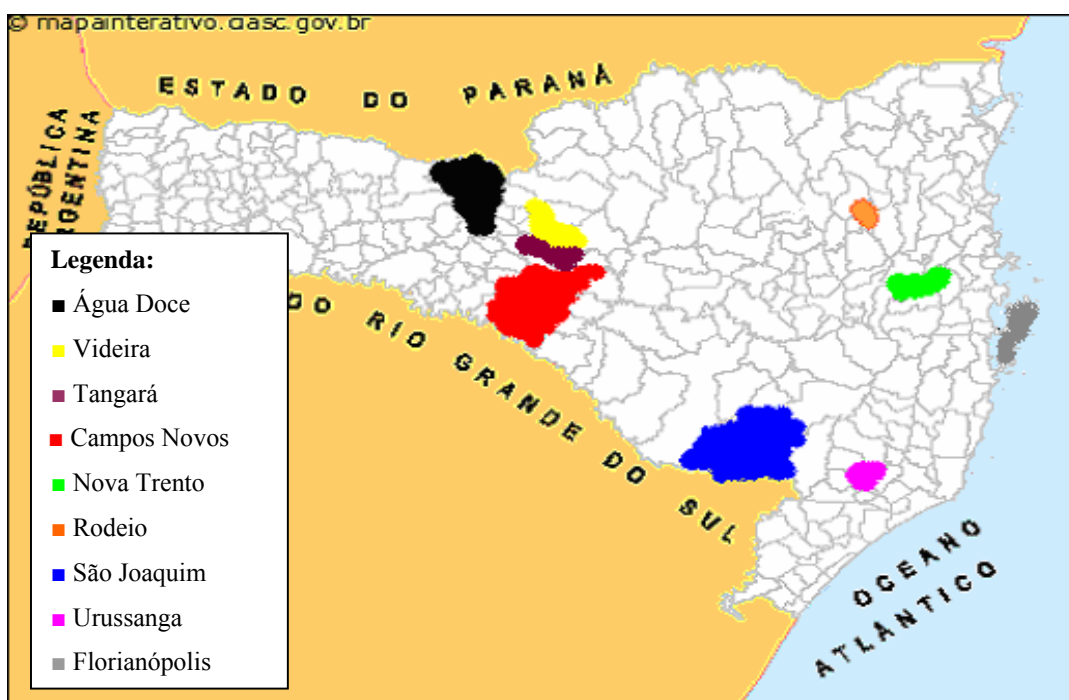 © mapainterativo.ciasc.gov.br
ESTADO DO PARANÁ
REPÚBLICA
DO RIO GRANDE DO SUL
OCEANO
ATLÂNTICO
Legenda:
Água Doce
Videira
Tangará
Campos Novos
Nova Trento
Rodeio
São Joaquim
Urussanga
Florianópolis